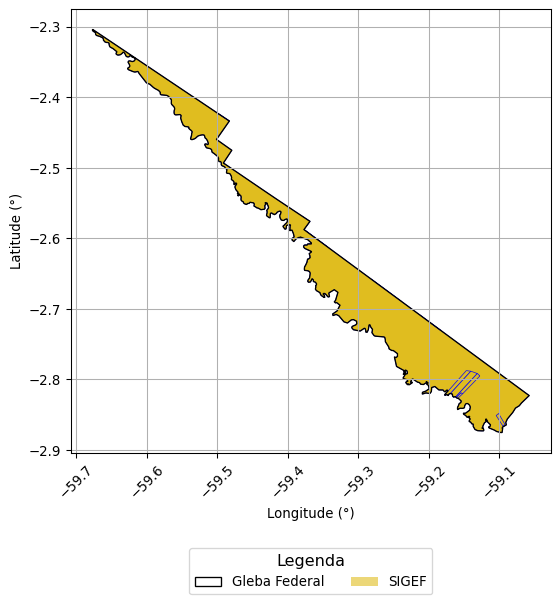 −2.3
−2.4
−2.5
−2.6
−2.7
−2.8
−2.9
Latitude (°)
−59.7
−59.6
−59.5
−59.4
−59.3
−59.2
−59.1
Longitude (°)
Legenda
Gleba Federal
SIGEF